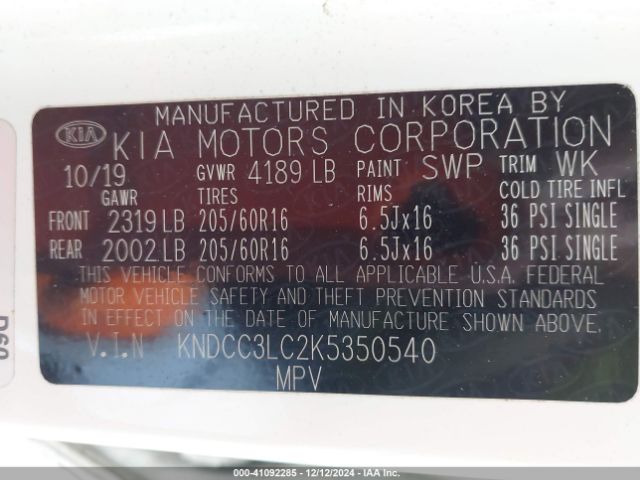 MANUFACTURED IN KOREA BY
KIA KIA MOTORS CORPORATION
10/19 GVWR 4189 LB PAINT SWP TRIM WK
GAWR TIRES RIMS COLD TIRE INFL
FRONT 2319 LB 205/60R16 6.5Jx16 36 PSI SINGLE
REAR 2002 LB 205/60R16 6.5Jx16 36 PSI SINGLE
THIS VEHICLE CONFORMS TO ALL APPLICABLE U.S.A. FEDERAL
MOTOR VEHICLE SAFETY AND THEFT PREVENTION STANDARDS
IN EFFECT ON THE DATE OF MANUFACTURE SHOWN ABOVE.
V.I.N KNDCC3LC2K5350540
MPV
D60
000-41092285 - 12/12/2024 - IAAI.com